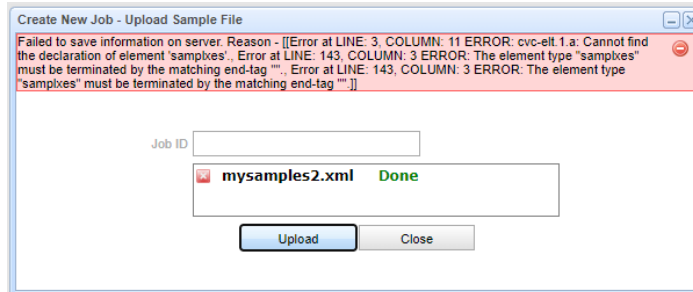 Create New Job - Upload Sample File
Failed to save information on server. Reason - [[Error at LINE: 3, COLUMN: 11 ERROR: cvc-elt.1.a: Cannot find
the declaration of element 'samplxes'., Error at LINE: 143, COLUMN: 3 ERROR: The element type "samplxes"
must be terminated by the matching end-tag ""., Error at LINE: 143, COLUMN: 3 ERROR: The element type
"samplxes" must be terminated by the matching end-tag "".]]
Job ID
mysamples2.xml Done
Upload Close